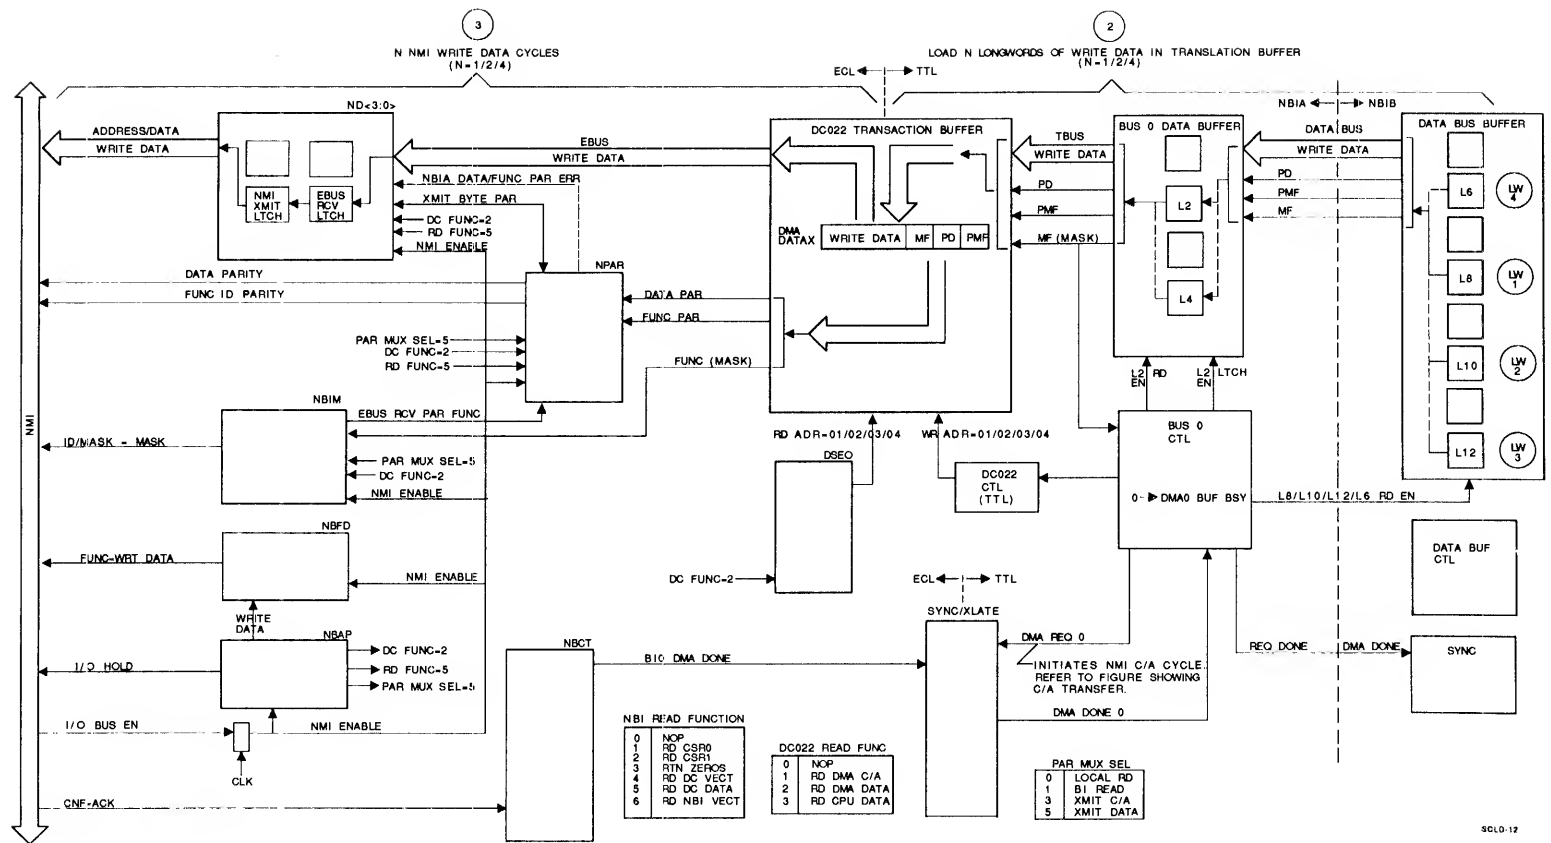 3
N NMI WRITE DATA CYCLES
(N=1/2/4)
2
LOAD N LONGWORDS OF WRITE DATA IN TRANSLATION BUFFER
(N=1/2/4)
ECL
TTL
NBIA
NBIB
ND<3:0>
ADDRESS/DATA
WRITE DATA
NMI
XMIT
LTCH
EBUS
RCV
LTCH
EBUS
WRITE DATA
NBIA DATA/FUNC PAR ERR
XMIT BYTE PAR
DC FUNC=2
RD FUNC=5
NMI ENABLE
DC022 TRANSACTION BUFFER
DMA
DATAX
WRITE DATA
MF
PD
PMF
TBUS
WRITE DATA
PD
PMF
MF (MASK)
BUS 0 DATA BUFFER
L2
L4
DATA BUS
WRITE DATA
PD
PMF
MF
DATA BUS BUFFER
L6
LW
4
L8
LW
1
L10
LW
2
L12
LW
3
DATA PARITY
FUNC ID PARITY
NPAR
DATA PAR
FUNC PAR
PAR MUX SEL=5
DC FUNC=2
RD FUNC=5
FUNC (MASK)
L2 RD
EN
L2 LTCH
EN
NMI
NBIM
EBUS RCV PAR FUNC
ID/MASK - MASK
PAR MUX SEL=5
DC FUNC=2
NMI ENABLE
RD ADR=01/02/03/04
WR ADR=01/02/03/04
DSEO
DC022
CTL
(TTL)
BUS 0
CTL
0- DMA0 BUF BSY
L8/L10/L12/L6 RD EN
NBFD
FUNC-WRT DATA
NMI ENABLE
DC FUNC=2
DATA BUF
CTL
WRITE
DATA
NBAP
DC FUNC=2
RD FUNC=5
PAR MUX SEL=5
I/O HOLD
ECL
TTL
SYNC/XLATE
NBCT
BIO DMA DONE
DMA REQ 0
INITIATES NMI C/A CYCLE.
REFER TO FIGURE SHOWING
C/A TRANSFER.
DMA DONE 0
REQ DONE
DMA DONE
SYNC
I/O BUS EN
NMI ENABLE
CLK
CNF-ACK
NBI READ FUNCTION
0 NOP
1 RD CSR0
2 RD CSR1
3 RTN ZEROS
4 RD DC VECT
5 RD DC DATA
6 RD NBI VECT
DC022 READ FUNC
0 NOP
1 RD DMA C/A
2 RD DMA DATA
3 RD CPU DATA
PAR MUX SEL
0 LOCAL RD
1 BI READ
3 XMIT C/A
5 XMIT DATA
SCLD-12